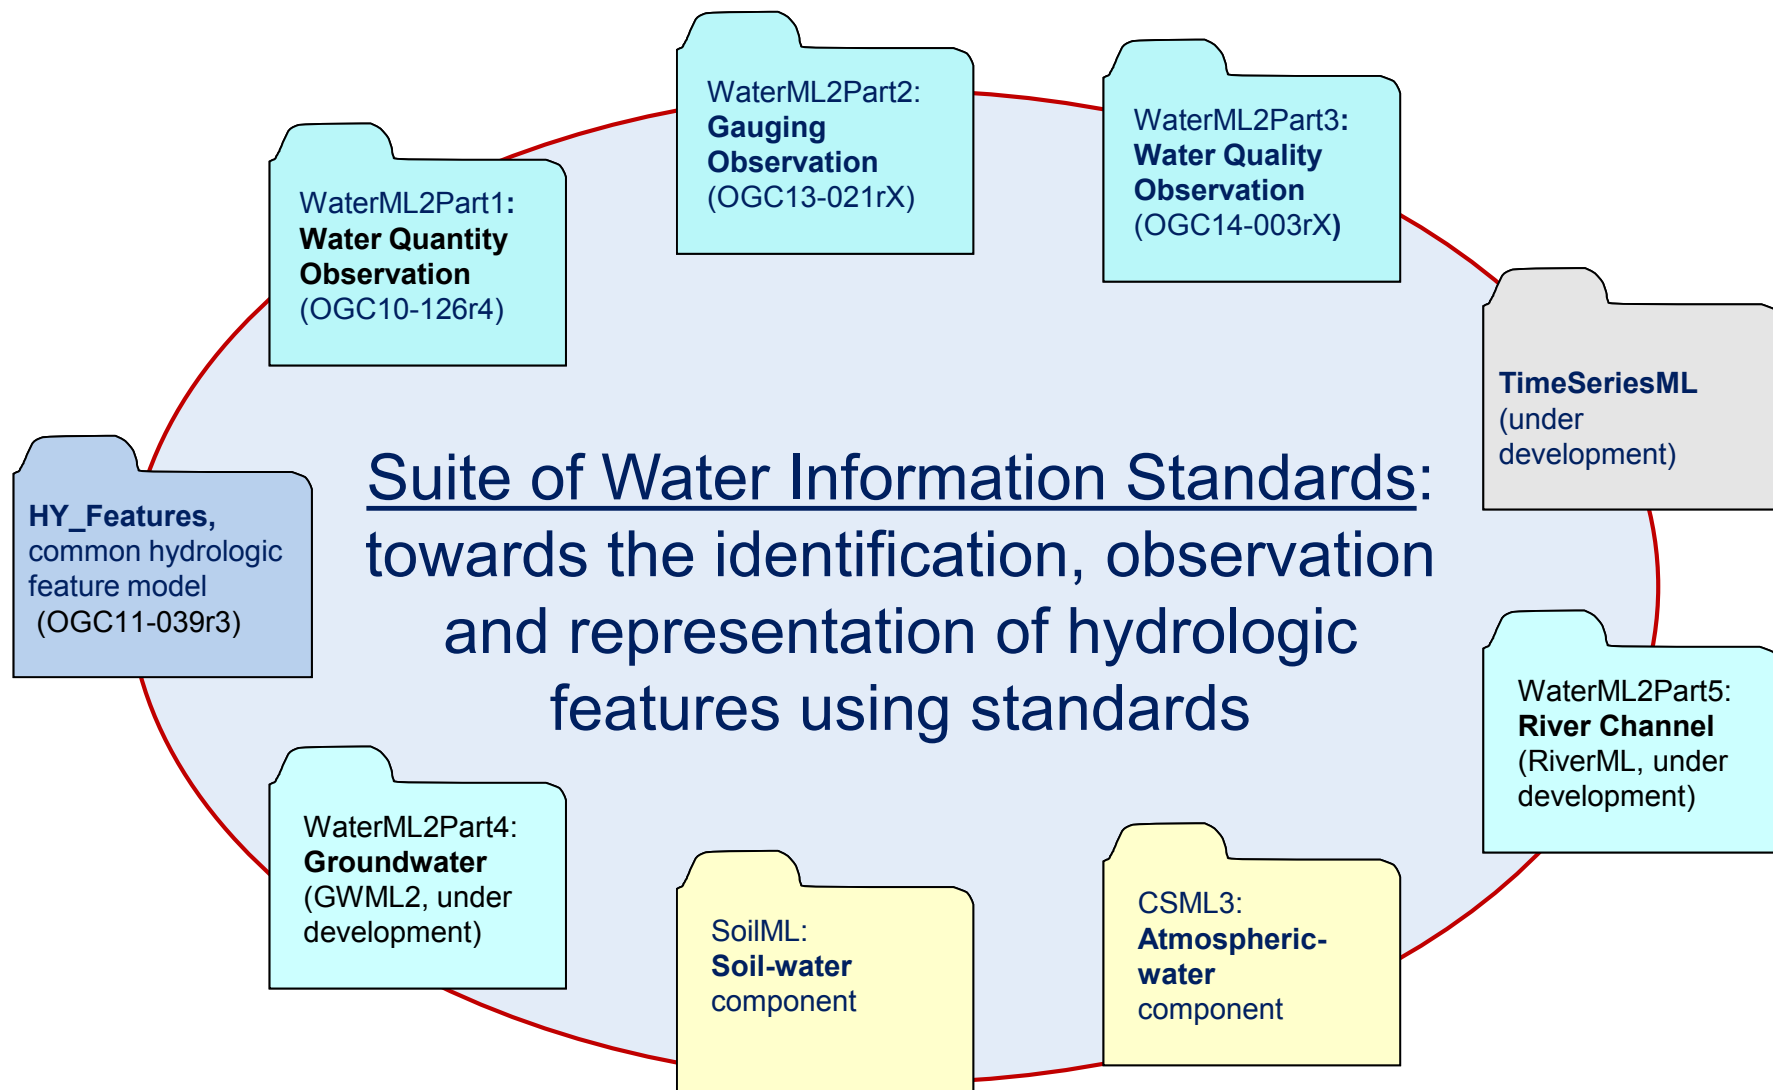 WaterML2Part2:
Gauging
Observation
(OGC13-021rX)
WaterML2Part3:
Water Quality
Observation
(OGC14-003rX)
WaterML2Part1:
Water Quantity
Observation
(OGC10-126r4)
TimeSeriesML
(under
development)
HY_Features,
common hydrologic
feature model
(OGC11-039r3)
Suite of Water Information Standards:
towards the identification, observation
and representation of hydrologic
features using standards
WaterML2Part5:
River Channel
(RiverML, under
development)
WaterML2Part4:
Groundwater
(GWML2, under
development)
SoilML:
Soil-water
component
CSML3:
Atmospheric-
water
component